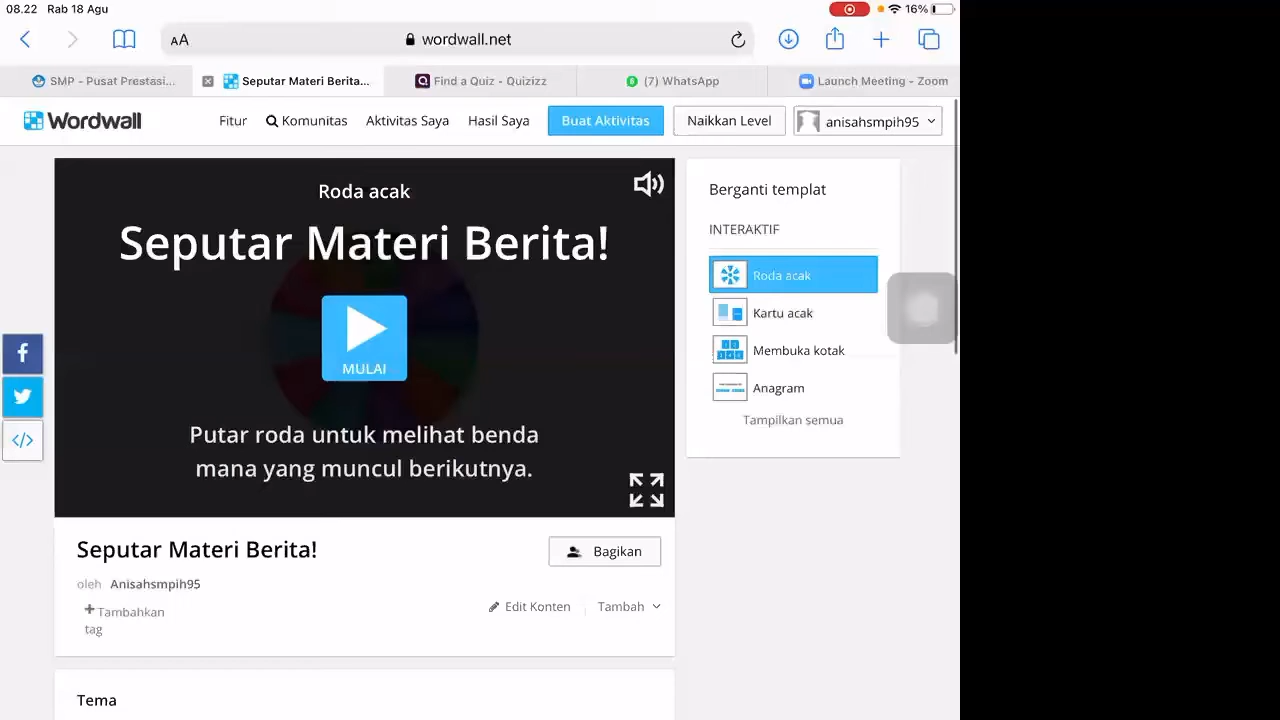 08.22 Rab 18 Agu
16%
AA
wordwall.net
SMP - Pusat Prestasi...
Seputar Materi Berita...
Find a Quiz - Quizizz
(7) WhatsApp
Launch Meeting - Zoom
Wordwall
Fitur
Komunitas
Aktivitas Saya
Hasil Saya
Buat Aktivitas
Naikkan Level
anisahsmpih95
Roda acak
Seputar Materi Berita!
MULAI
Putar roda untuk melihat benda
mana yang muncul berikutnya.
Berganti templat
INTERAKTIF
Roda acak
Kartu acak
Membuka kotak
Anagram
Tampilkan semua
Seputar Materi Berita!
Bagikan
oleh Anisahsmpih95
+Tambahkan
tag
Edit Konten
Tambah
Tema